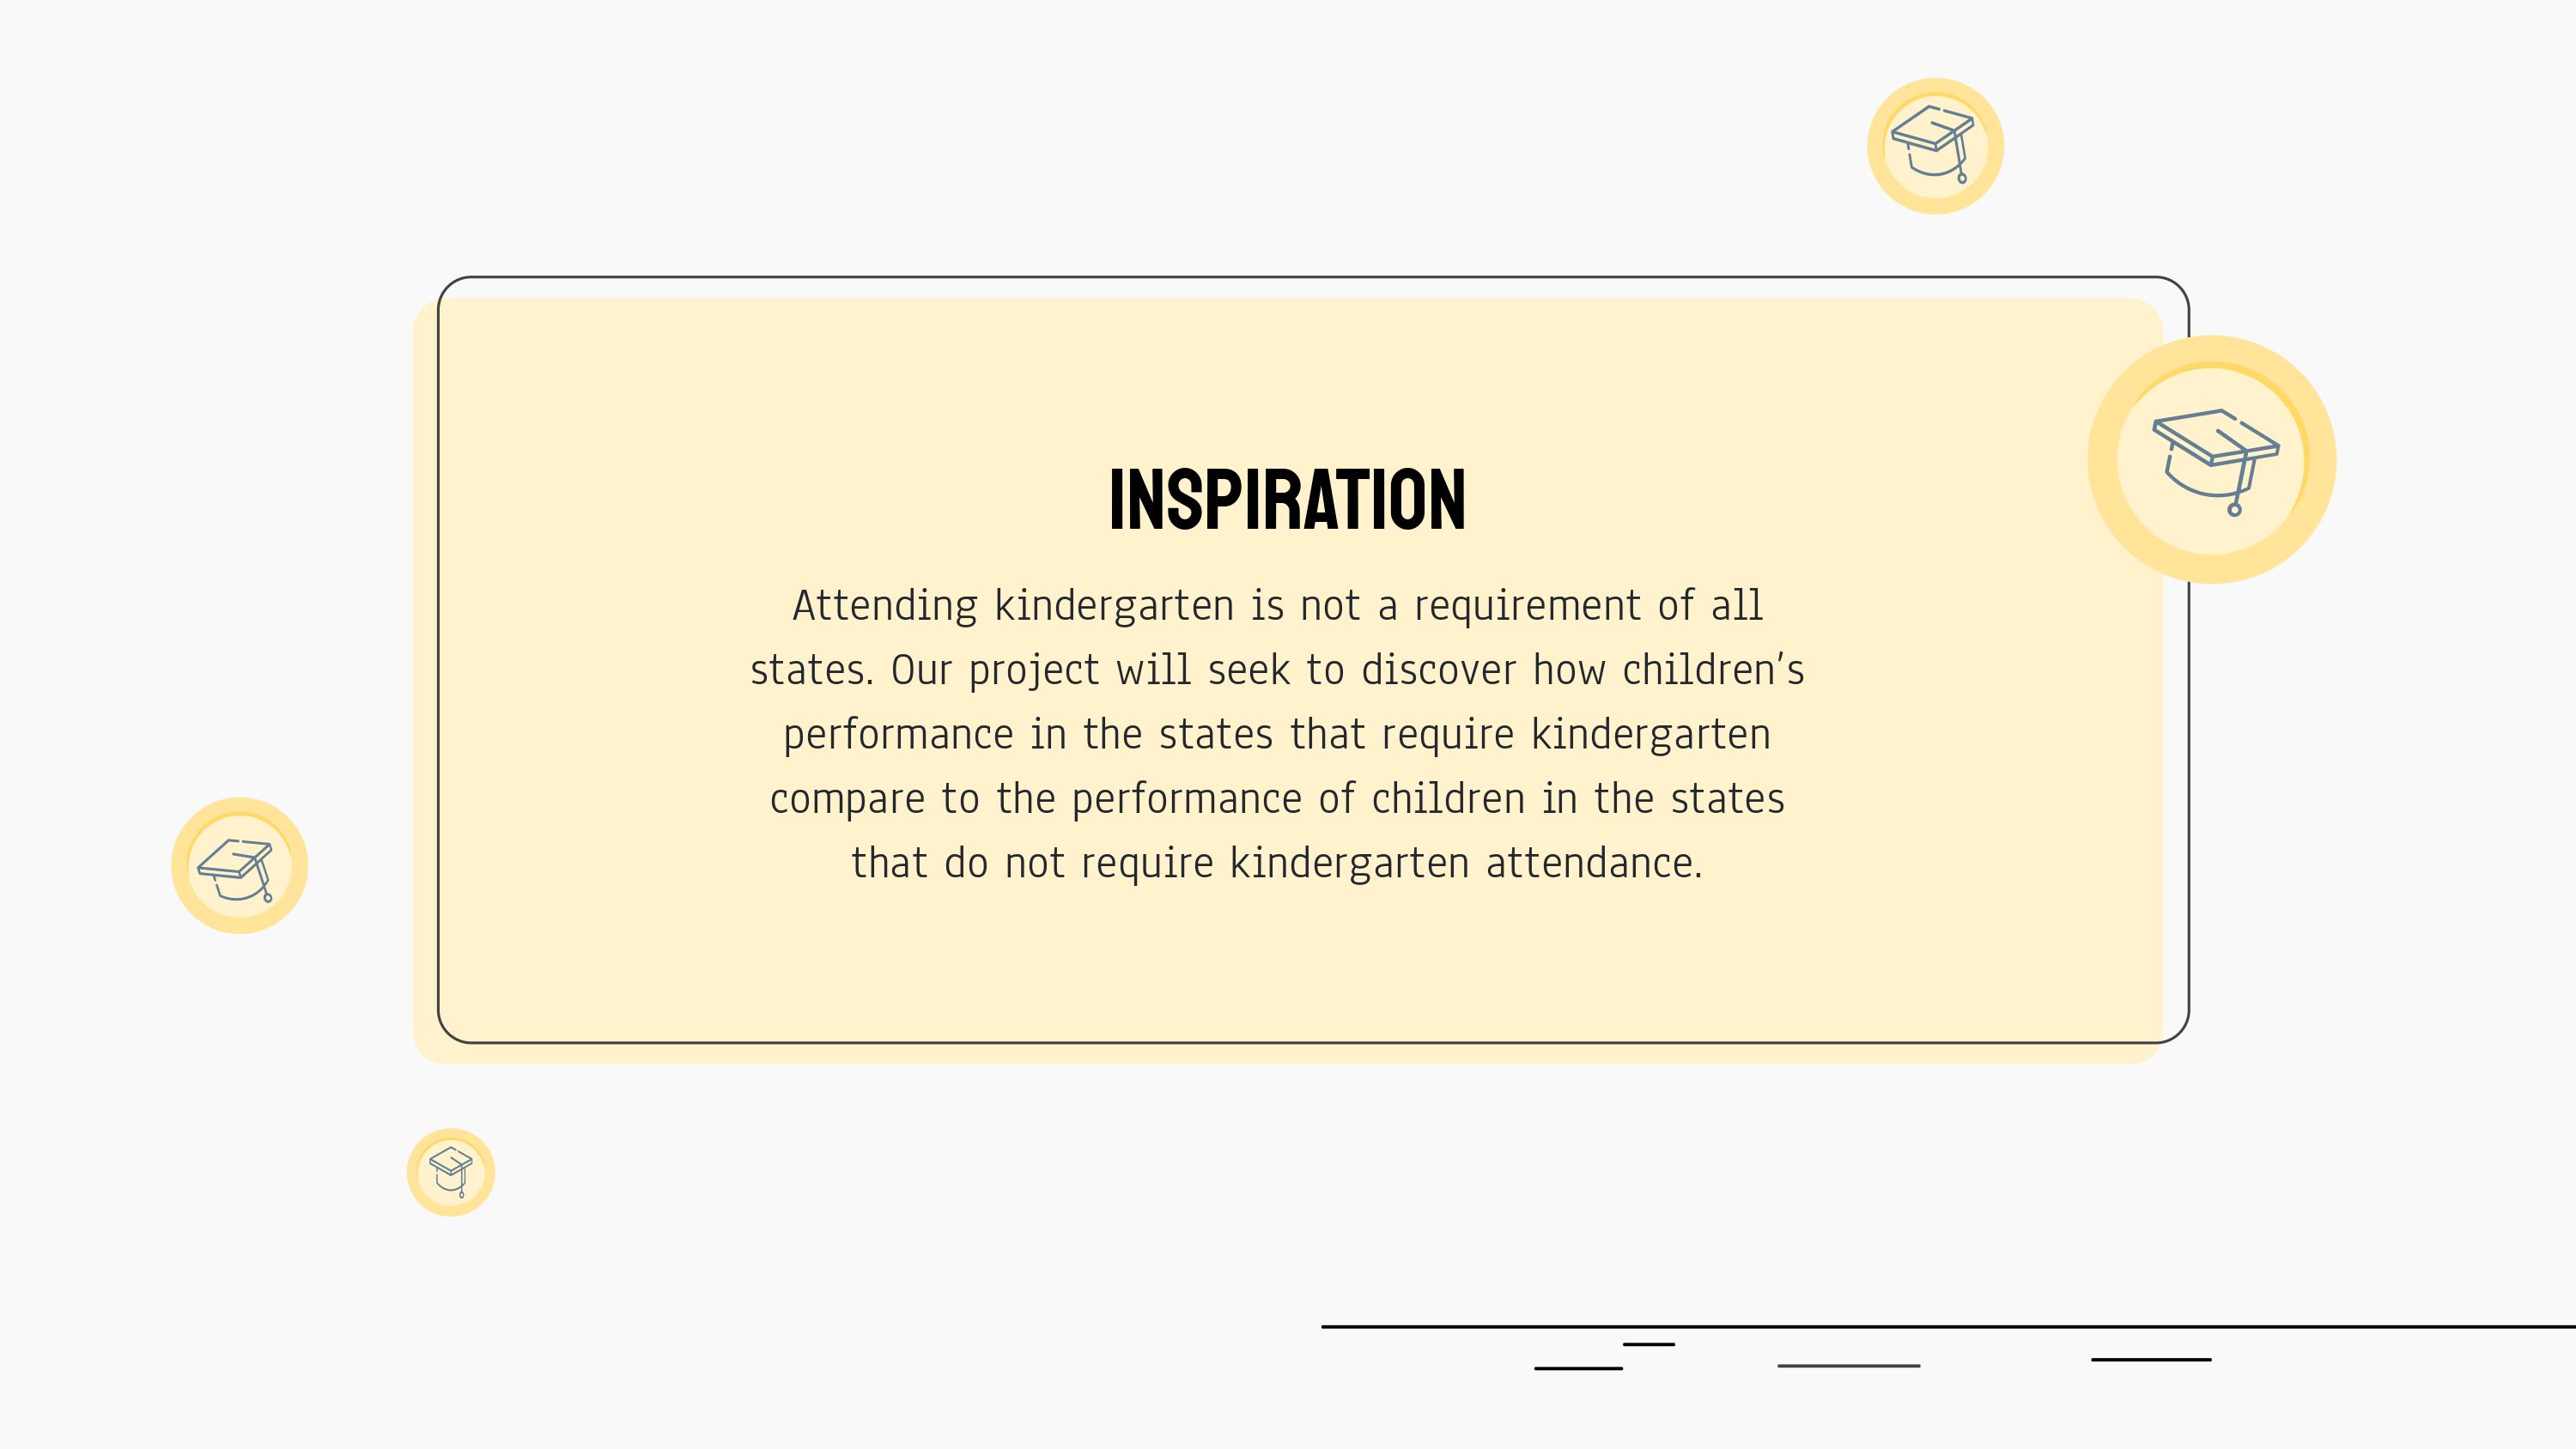 INSPIRATION
Attending kindergarten is not a requirement of all
states. Our project will seek to discover how children's
performance in the states that require kindergarten
compare to the performance of children in the states
that do not require kindergarten attendance.